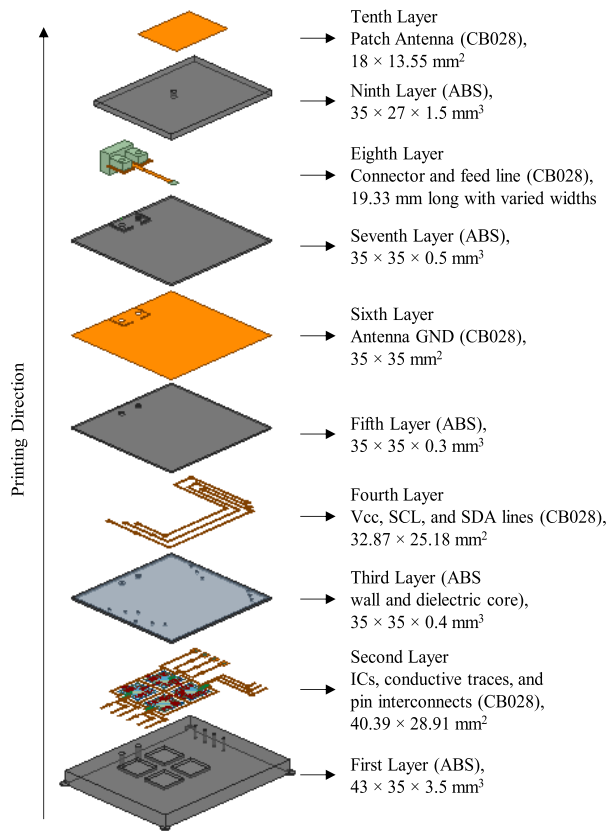 Tenth Layer
Patch Antenna (CB028),
18 × 13.55 mm²
Ninth Layer (ABS),
35 × 27 × 1.5 mm³
Eighth Layer
Connector and feed line (CB028),
19.33 mm long with varied widths
Seventh Layer (ABS),
35 × 35 × 0.5 mm³
Sixth Layer
Antenna GND (CB028),
35 × 35 mm²
Fifth Layer (ABS),
35 × 35 × 0.3 mm³
Fourth Layer
Vcc, SCL, and SDA lines (CB028),
32.87 × 25.18 mm²
Third Layer (ABS
wall and dielectric core),
35 × 35 × 0.4 mm³
Second Layer
ICs, conductive traces, and
pin interconnects (CB028),
40.39 × 28.91 mm²
First Layer (ABS),
43 × 35 × 3.5 mm³
Printing Direction